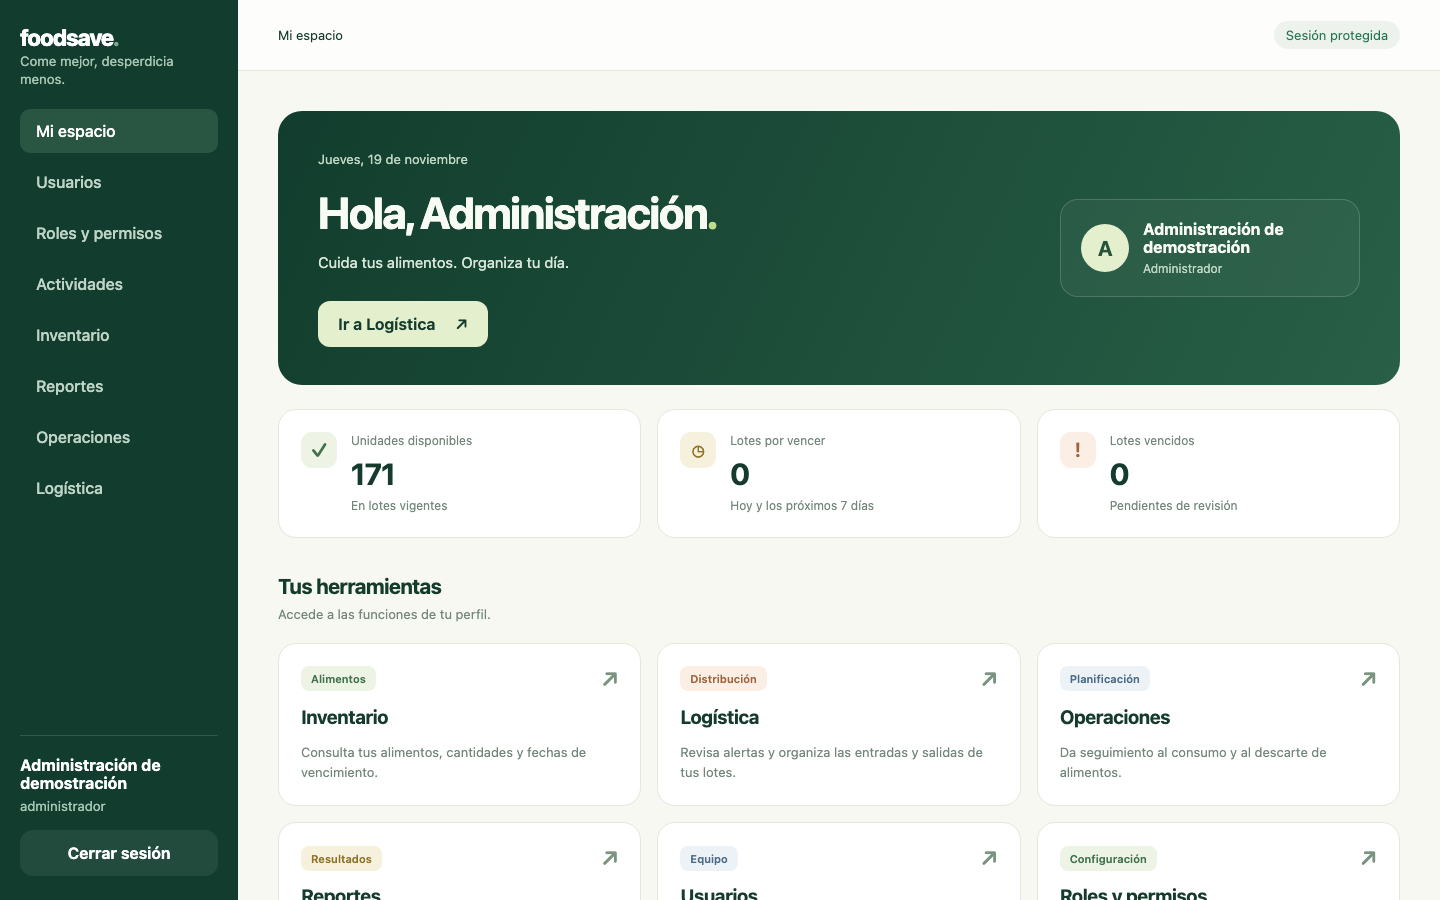 foodsave.
Come mejor, desperdicia
menos.
Mi espacio
Usuarios
Roles y permisos
Actividades
Inventario
Reportes
Operaciones
Logística
Administración de
demostración
administrador
Cerrar sesión
Mi espacio
Sesión protegida
Jueves, 19 de noviembre
Hola, Administración.
Cuida tus alimentos. Organiza tu día.
Ir a Logística
A
Administración de
demostración
Administrador
Unidades disponibles
171
En lotes vigentes
Lotes por vencer
0
Hoy y los próximos 7 días
!
Lotes vencidos
0
Pendientes de revisión
Tus herramientas
Accede a las funciones de tu perfil.
Alimentos
Inventario
Consulta tus alimentos, cantidades y fechas de
vencimiento.
Distribución
Logística
Revisa alertas y organiza las entradas y salidas de
tus lotes.
Planificación
Operaciones
Da seguimiento al consumo y al descarte de
alimentos.
Resultados
Reportes
Equipo
Usuarios
Configuración
Roles y permisos